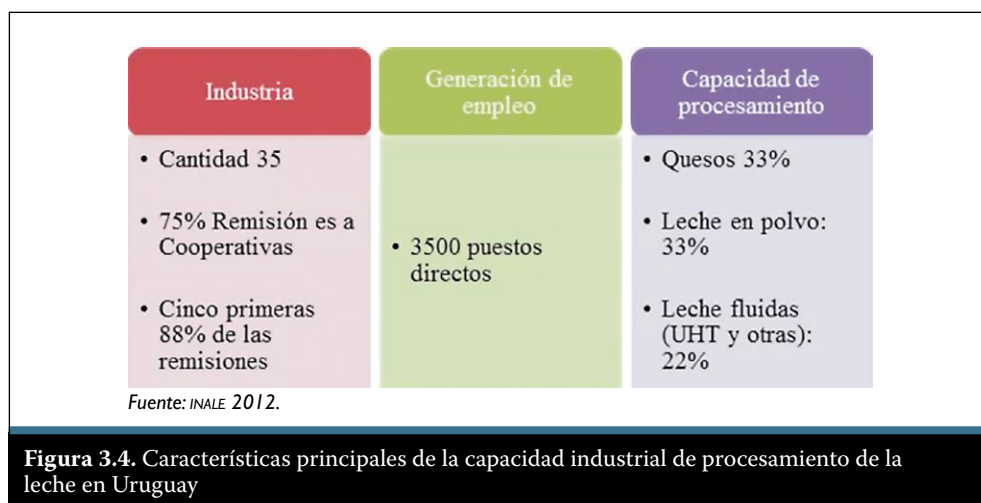 Industria
• Cantidad 35
• 75% Remisión es a
Cooperativas
• Cinco primeras
88% de las
remisiones
Generación de
empleo
• 3500 puestos
directos
Capacidad de
procesamiento
• Quesos 33%
• Leche en polvo:
33%
• Leche fluidas
(UHT y otras):
22%
Fuente: INALE 2012.
Figura 3.4. Características principales de la capacidad industrial de procesamiento de la
leche en Uruguay